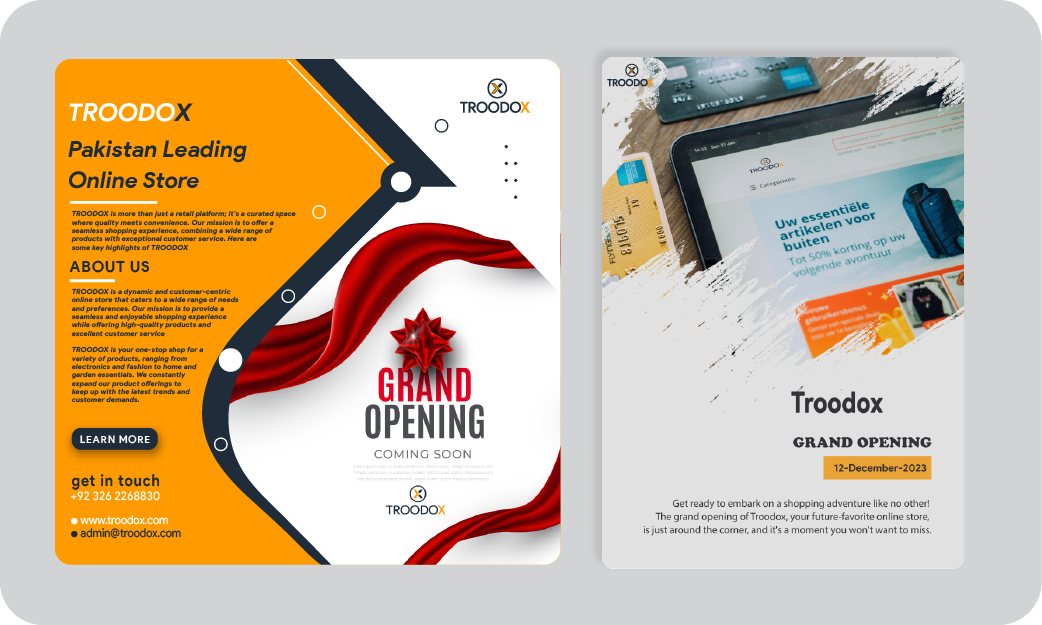 TROODOX
Pakistan Leading
Online Store
TROODOX is more than just a retail platform; it's a curated space
where quality meets convenience. Our mission is to offer a
seamless shopping experience, combining a wide range of
products with exceptional customer service. Here are
some key highlights of TROODOX
ABOUT US
TROODOX is a dynamic and customer-centric
online store that caters to a wide range of needs
and preferences. Our mission is to provide a
seamless and enjoyable shopping experience
while offering high-quality products and
excellent customer service
TROODOX is your one-stop shop for a
variety of products, ranging from
electronics and fashion to home and
garden essentials. We constantly
expand our product offerings to
keep up with the latest trends and
customer demands.
LEARN MORE
get in touch
+92 326 2268830
www.troodox.com
admin@troodox.com
TROODOX
GRAND
OPENING
COMING SOON
TROODOX
TROODOX
TROODOX
Categorieën
Uw essentiële
artikelen voor
buiten
Tot 50% korting op uw
volgende avontuur
Nieuwe
gebruikersbonus
Troodox
GRAND OPENING
12-December-2023
Get ready to embark on a shopping adventure like no other!
The grand opening of Troodox, your future-favorite online store,
is just around the corner, and it's a moment you won't want to miss.